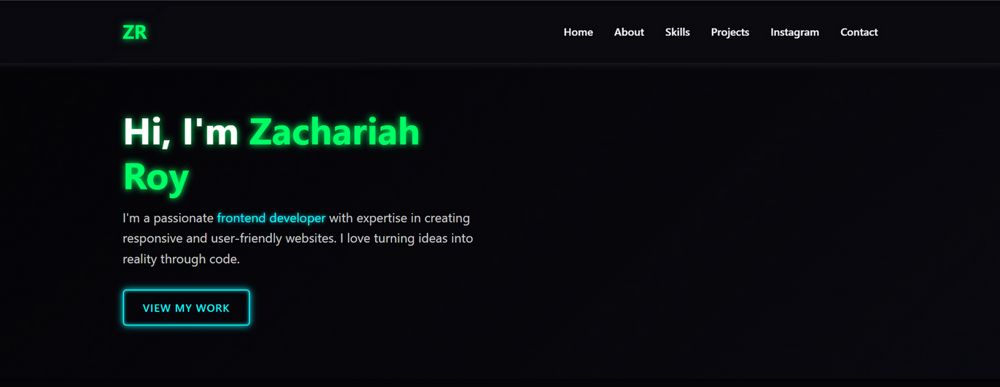 ZR
Home About Skills Projects Instagram Contact
Hi, I'm Zachariah
Roy
I'm a passionate frontend developer with expertise in creating
responsive and user-friendly websites. I love turning ideas into
reality through code.
VIEW MY WORK